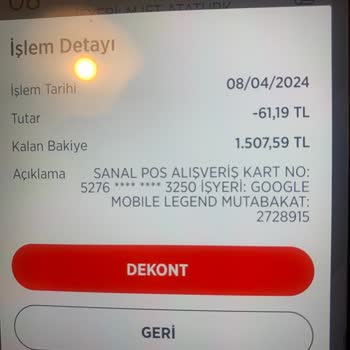 08
İşlem Detayı
İşlem Tarihi 08/04/2024
Tutar -61,19 TL
Kalan Bakiye 1.507,59 TL
Açıklama SANAL POS ALIŞVERİŞ KART NO:
5276 **** **** 3250 İŞYERİ: GOOGLE
MOBILE LEGEND MUTABAKAT:
2728915
DEKONT
GERİ